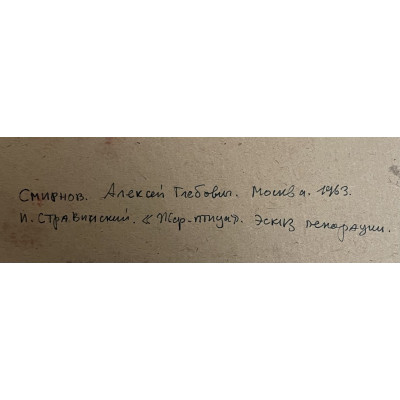 Смирнов. Алексей Глебович. Москва. 1963.
И. Стравинский. «Жар-птица». Эскиз декорации.